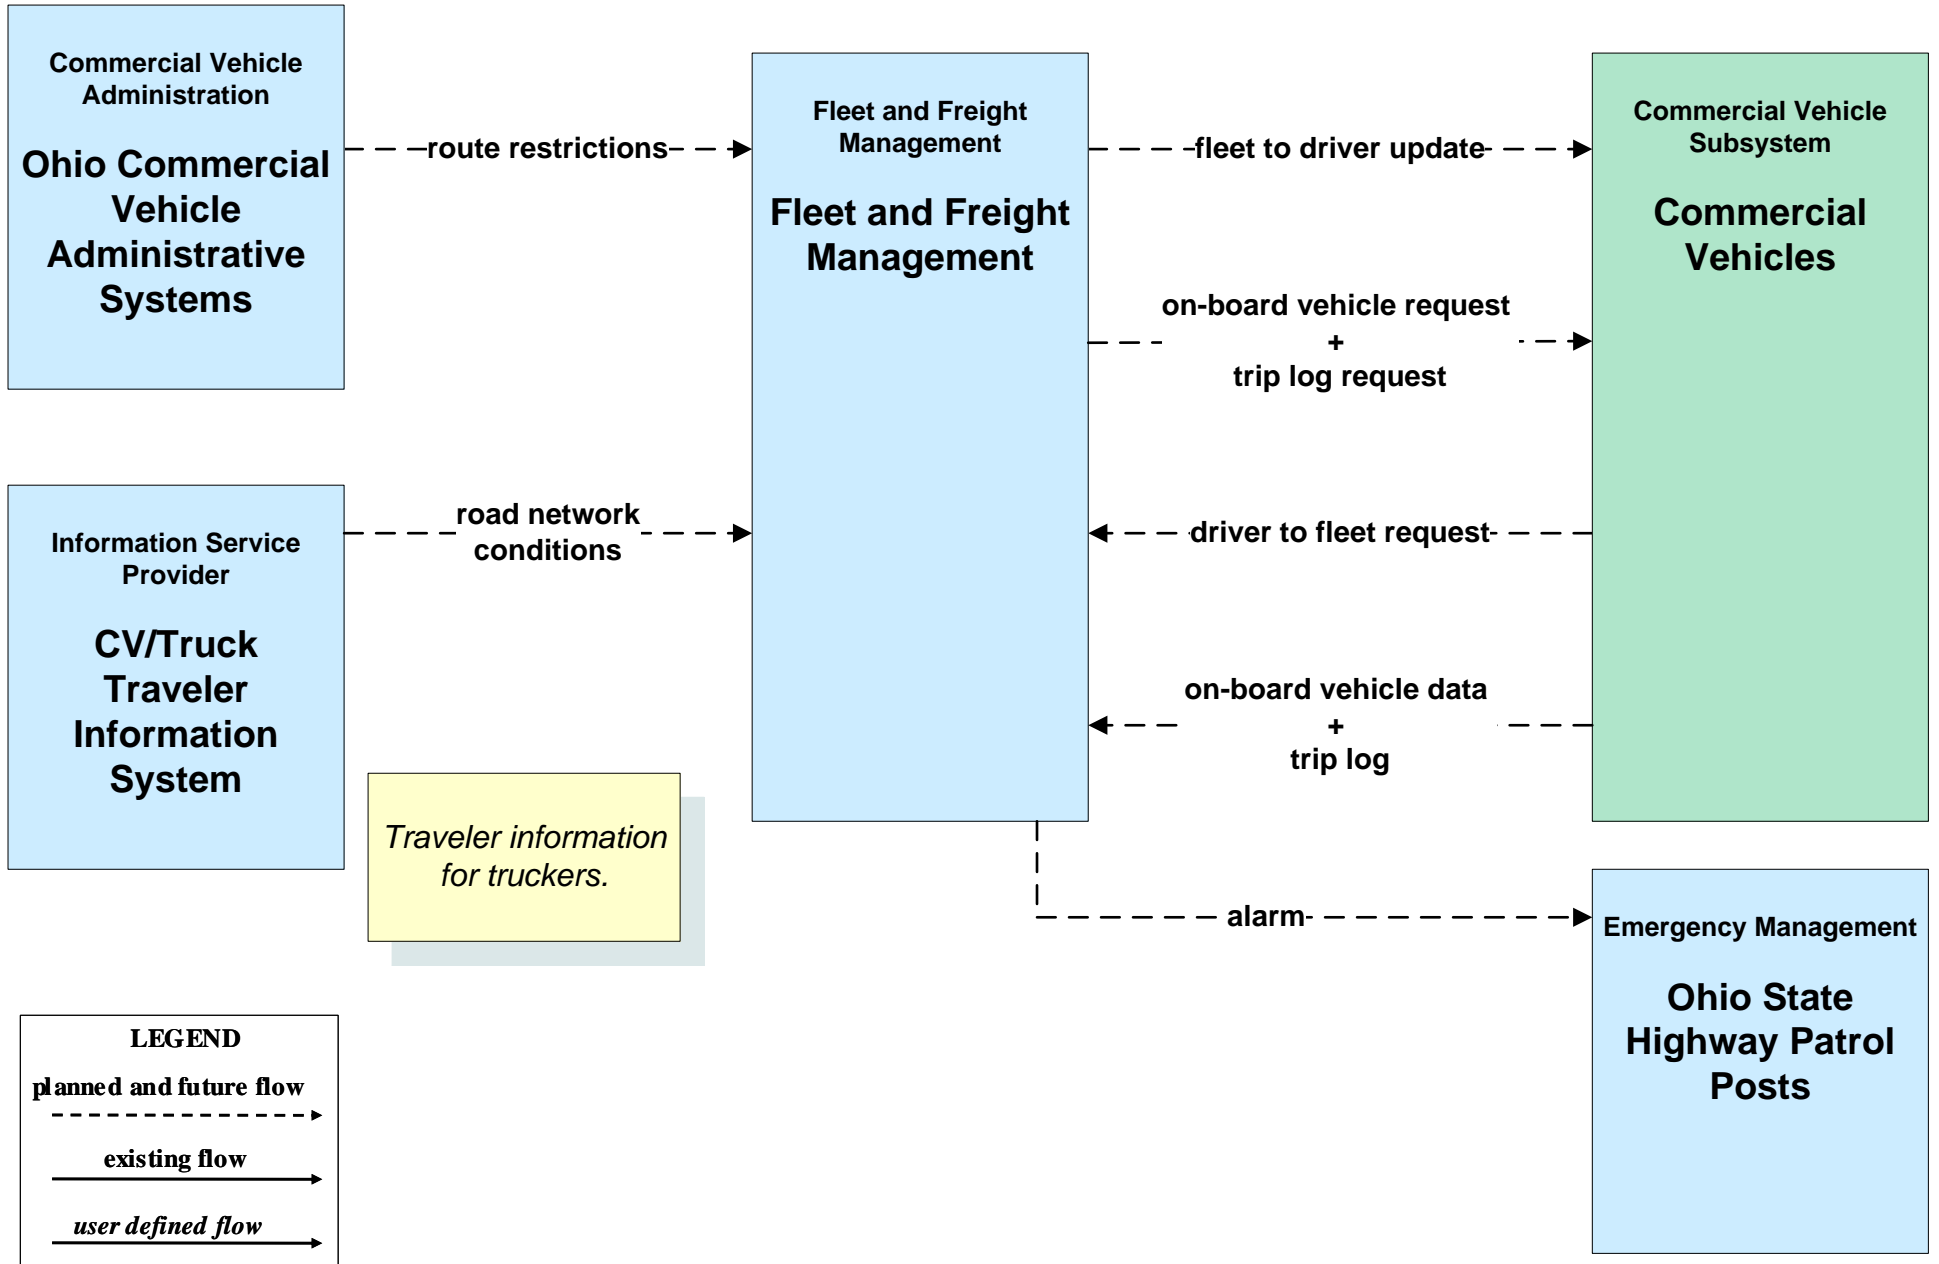 Commercial Vehicle
Administration
Ohio Commercial
Vehicle
Administrative
Systems
route restrictions
Fleet and Freight
Management
Fleet and Freight
Management
fleet to driver update
on-board vehicle request
+
trip log request
driver to fleet request
on-board vehicle data
+
trip log
Commercial Vehicle
Subsystem
Commercial
Vehicles
Information Service
Provider
CV/Truck
Traveler
Information
System
road network
conditions
Traveler information
for truckers.
alarm
Emergency Management
Ohio State
Highway Patrol
Posts
LEGEND
planned and future flow
existing flow
user defined flow